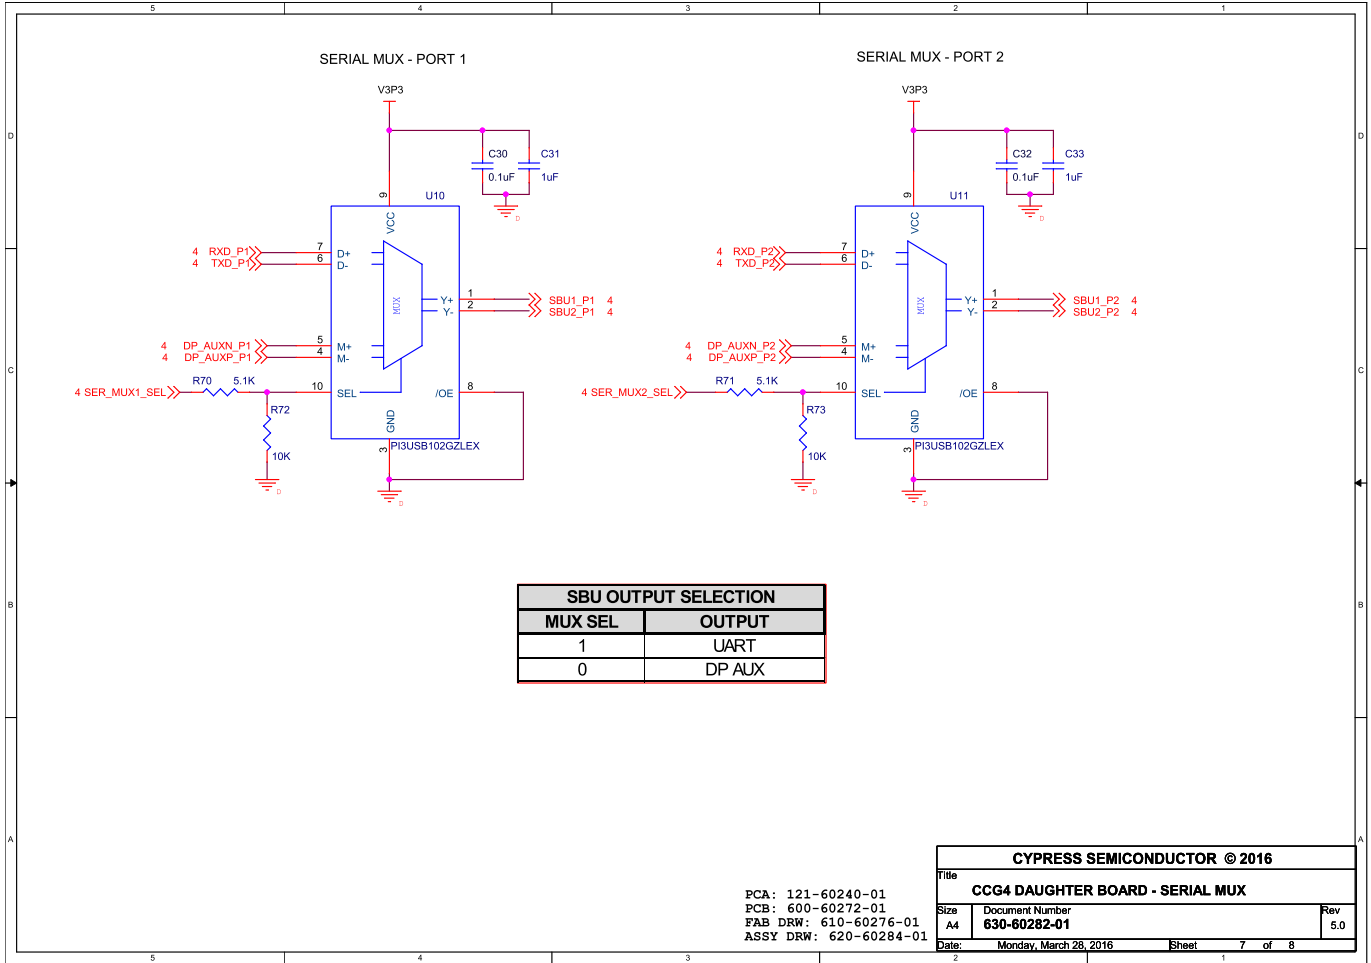 5 4 3 2 1
SERIAL MUX - PORT 1
SERIAL MUX - PORT 2
V3P3
V3P3
D
D
C30
0.1uF
C31
1uF
C32
0.1uF
C33
1uF
D
D
U10
9
VCC
4 RXD_P1
7
D+
4 TXD_P1
6
D-
MUX
Y+
1
SBU1_P1 4
Y-
2
SBU2_P1 4
4 DP_AUXN_P1
5
M+
4 DP_AUXP_P1
4
M-
4 SER_MUX1_SEL
R70 5.1K
10
SEL
/OE
8
R72
10K
GND
3
PI3USB102GZLEX
D
D
U11
9
VCC
4 RXD_P2
7
D+
4 TXD_P2
6
D-
MUX
Y+
1
SBU1_P2 4
Y-
2
SBU2_P2 4
4 DP_AUXN_P2
5
M+
4 DP_AUXP_P2
4
M-
4 SER_MUX2_SEL
R71 5.1K
10
SEL
/OE
8
R73
10K
GND
3
PI3USB102GZLEX
D
D
C
C
B
B
SBU OUTPUT SELECTION
MUX SEL OUTPUT
1 UART
0 DP AUX
A
A
PCA: 121-60240-01
PCB: 600-60272-01
FAB DRW: 610-60276-01
ASSY DRW: 620-60284-01
CYPRESS SEMICONDUCTOR © 2016
Title
CCG4 DAUGHTER BOARD - SERIAL MUX
Size Document Number Rev
A4 630-60282-01 5.0
Date: Monday, March 28, 2016 Sheet 7 of 8
5 4 3 2 1